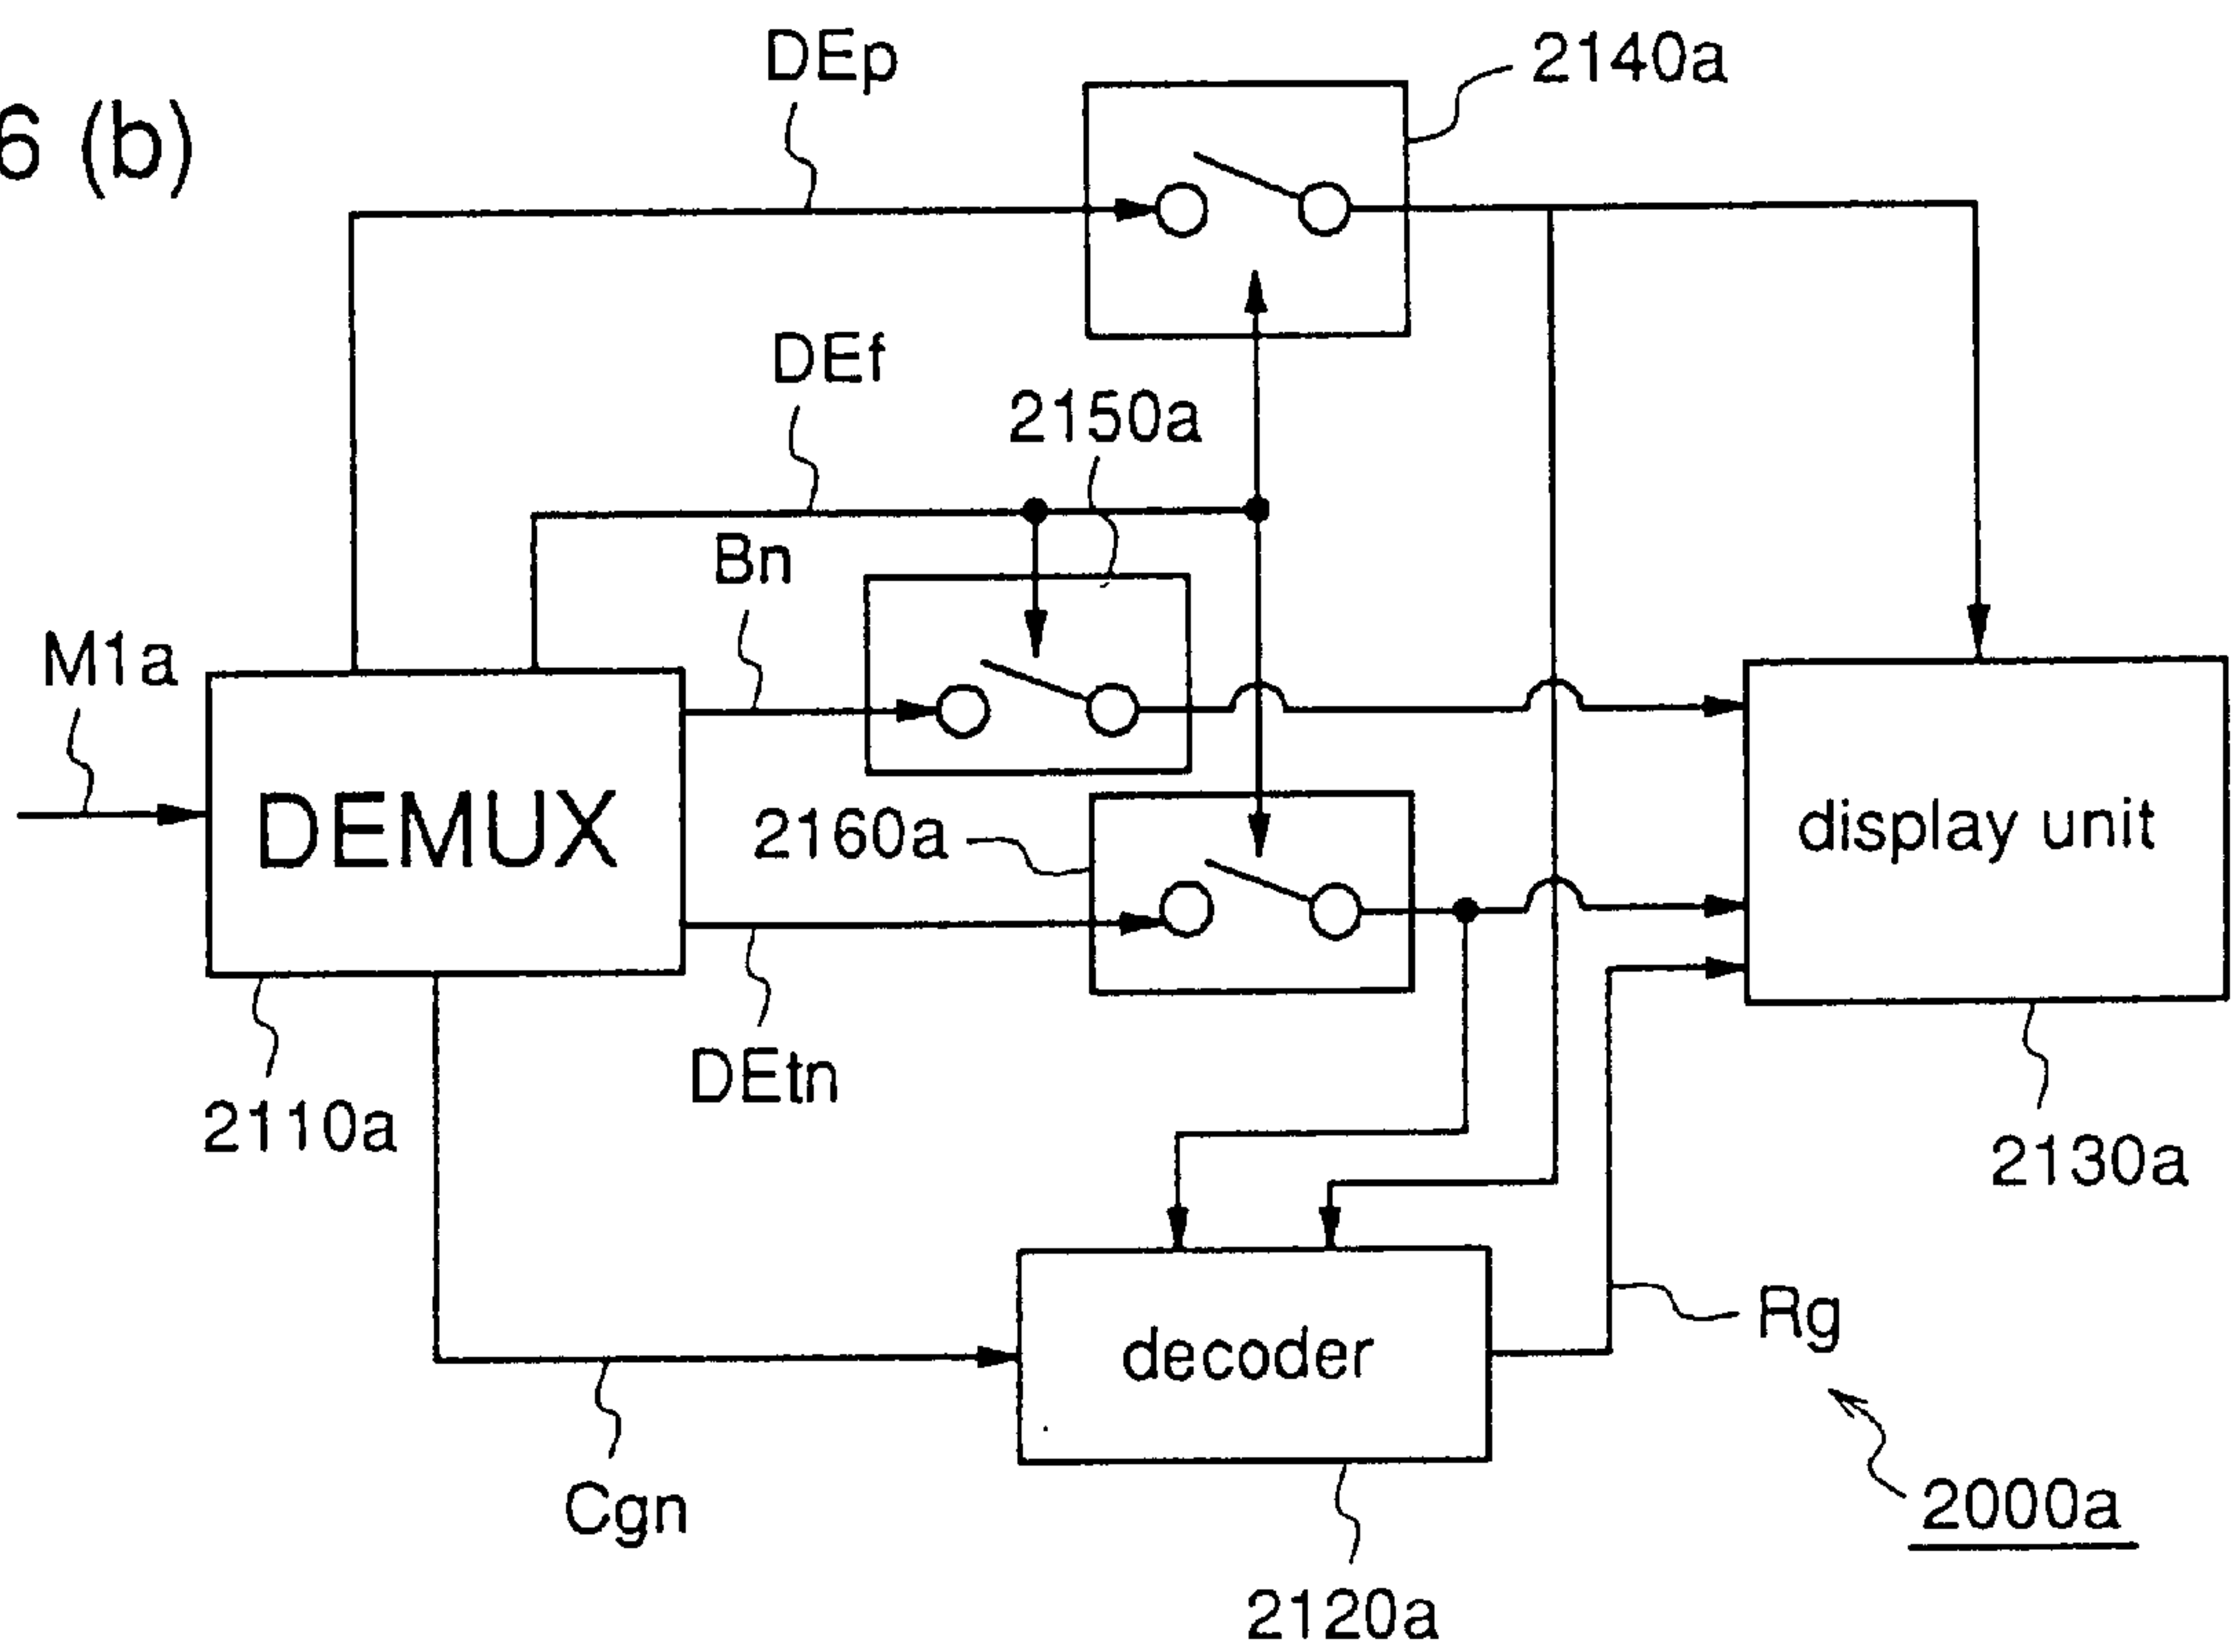 6 (b)
DEp
2140a
DEf
2150a
Bn
M1a
DEMUX
2160a
display unit
DEtn
2110a
2130a
Rg
decoder
Cgn
2000a
2120a